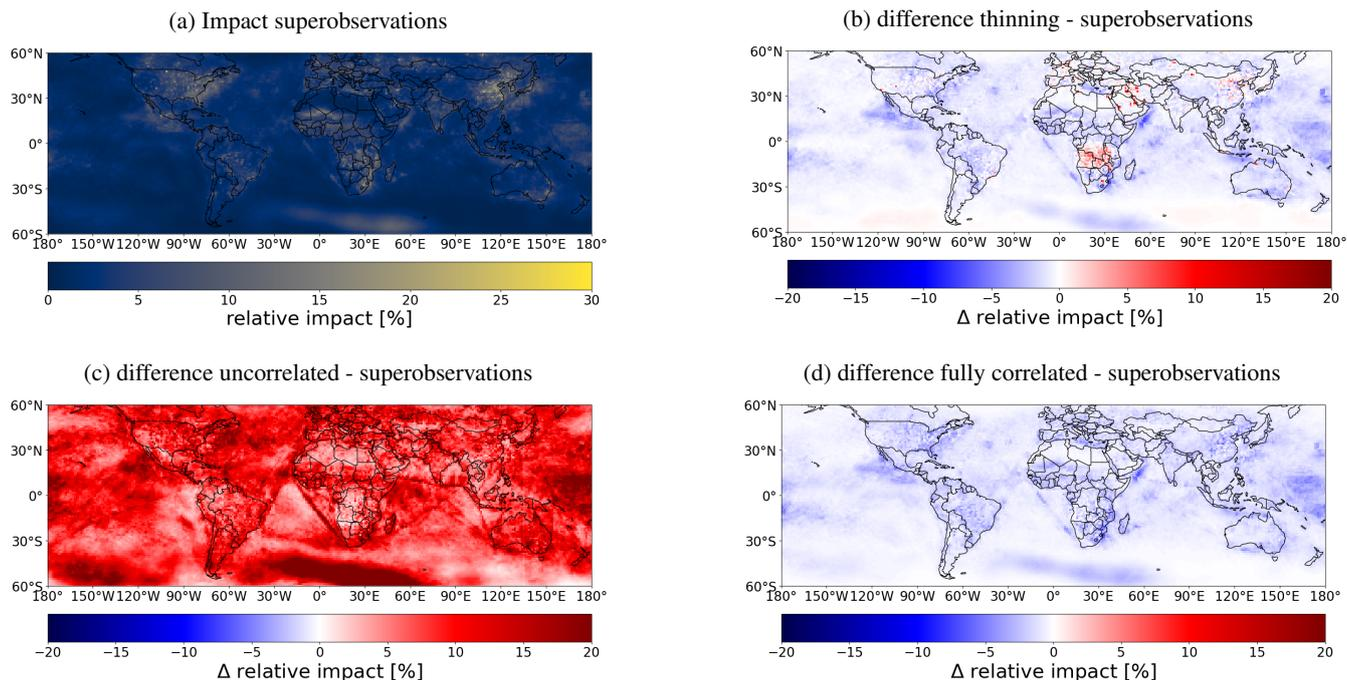 (a) Impact superobservations
60°N
30°N
0°
30°S
60°S
180° 150°W 120°W 90°W 60°W 30°W 0° 30°E 60°E 90°E 120°E 150°E 180°
0 5 10 15 20 25 30
relative impact [%]
(b) difference thinning - superobservations
60°N
30°N
0°
30°S
60°S
180° 150°W 120°W 90°W 60°W 30°W 0° 30°E 60°E 90°E 120°E 150°E 180°
−20 −15 −10 −5 0 5 10 15 20
Δ relative impact [%]
(c) difference uncorrelated - superobservations
60°N
30°N
0°
30°S
60°S
180° 150°W 120°W 90°W 60°W 30°W 0° 30°E 60°E 90°E 120°E 150°E 180°
−20 −15 −10 −5 0 5 10 15 20
Δ relative impact [%]
(d) difference fully correlated - superobservations
60°N
30°N
0°
30°S
60°S
180° 150°W 120°W 90°W 60°W 30°W 0° 30°E 60°E 90°E 120°E 150°E 180°
−20 −15 −10 −5 0 5 10 15 20
Δ relative impact [%]